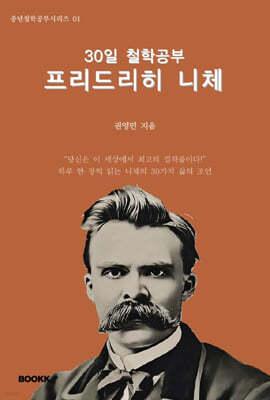 중년철학공부시리즈 01
30일 철학공부
프리드리히 니체
권영민 지음
"당신은 이 세상에서 최고의 걸작품이다!"
하루 한 장씩 읽는 니체의 30가지 삶의 조언
BOOKK